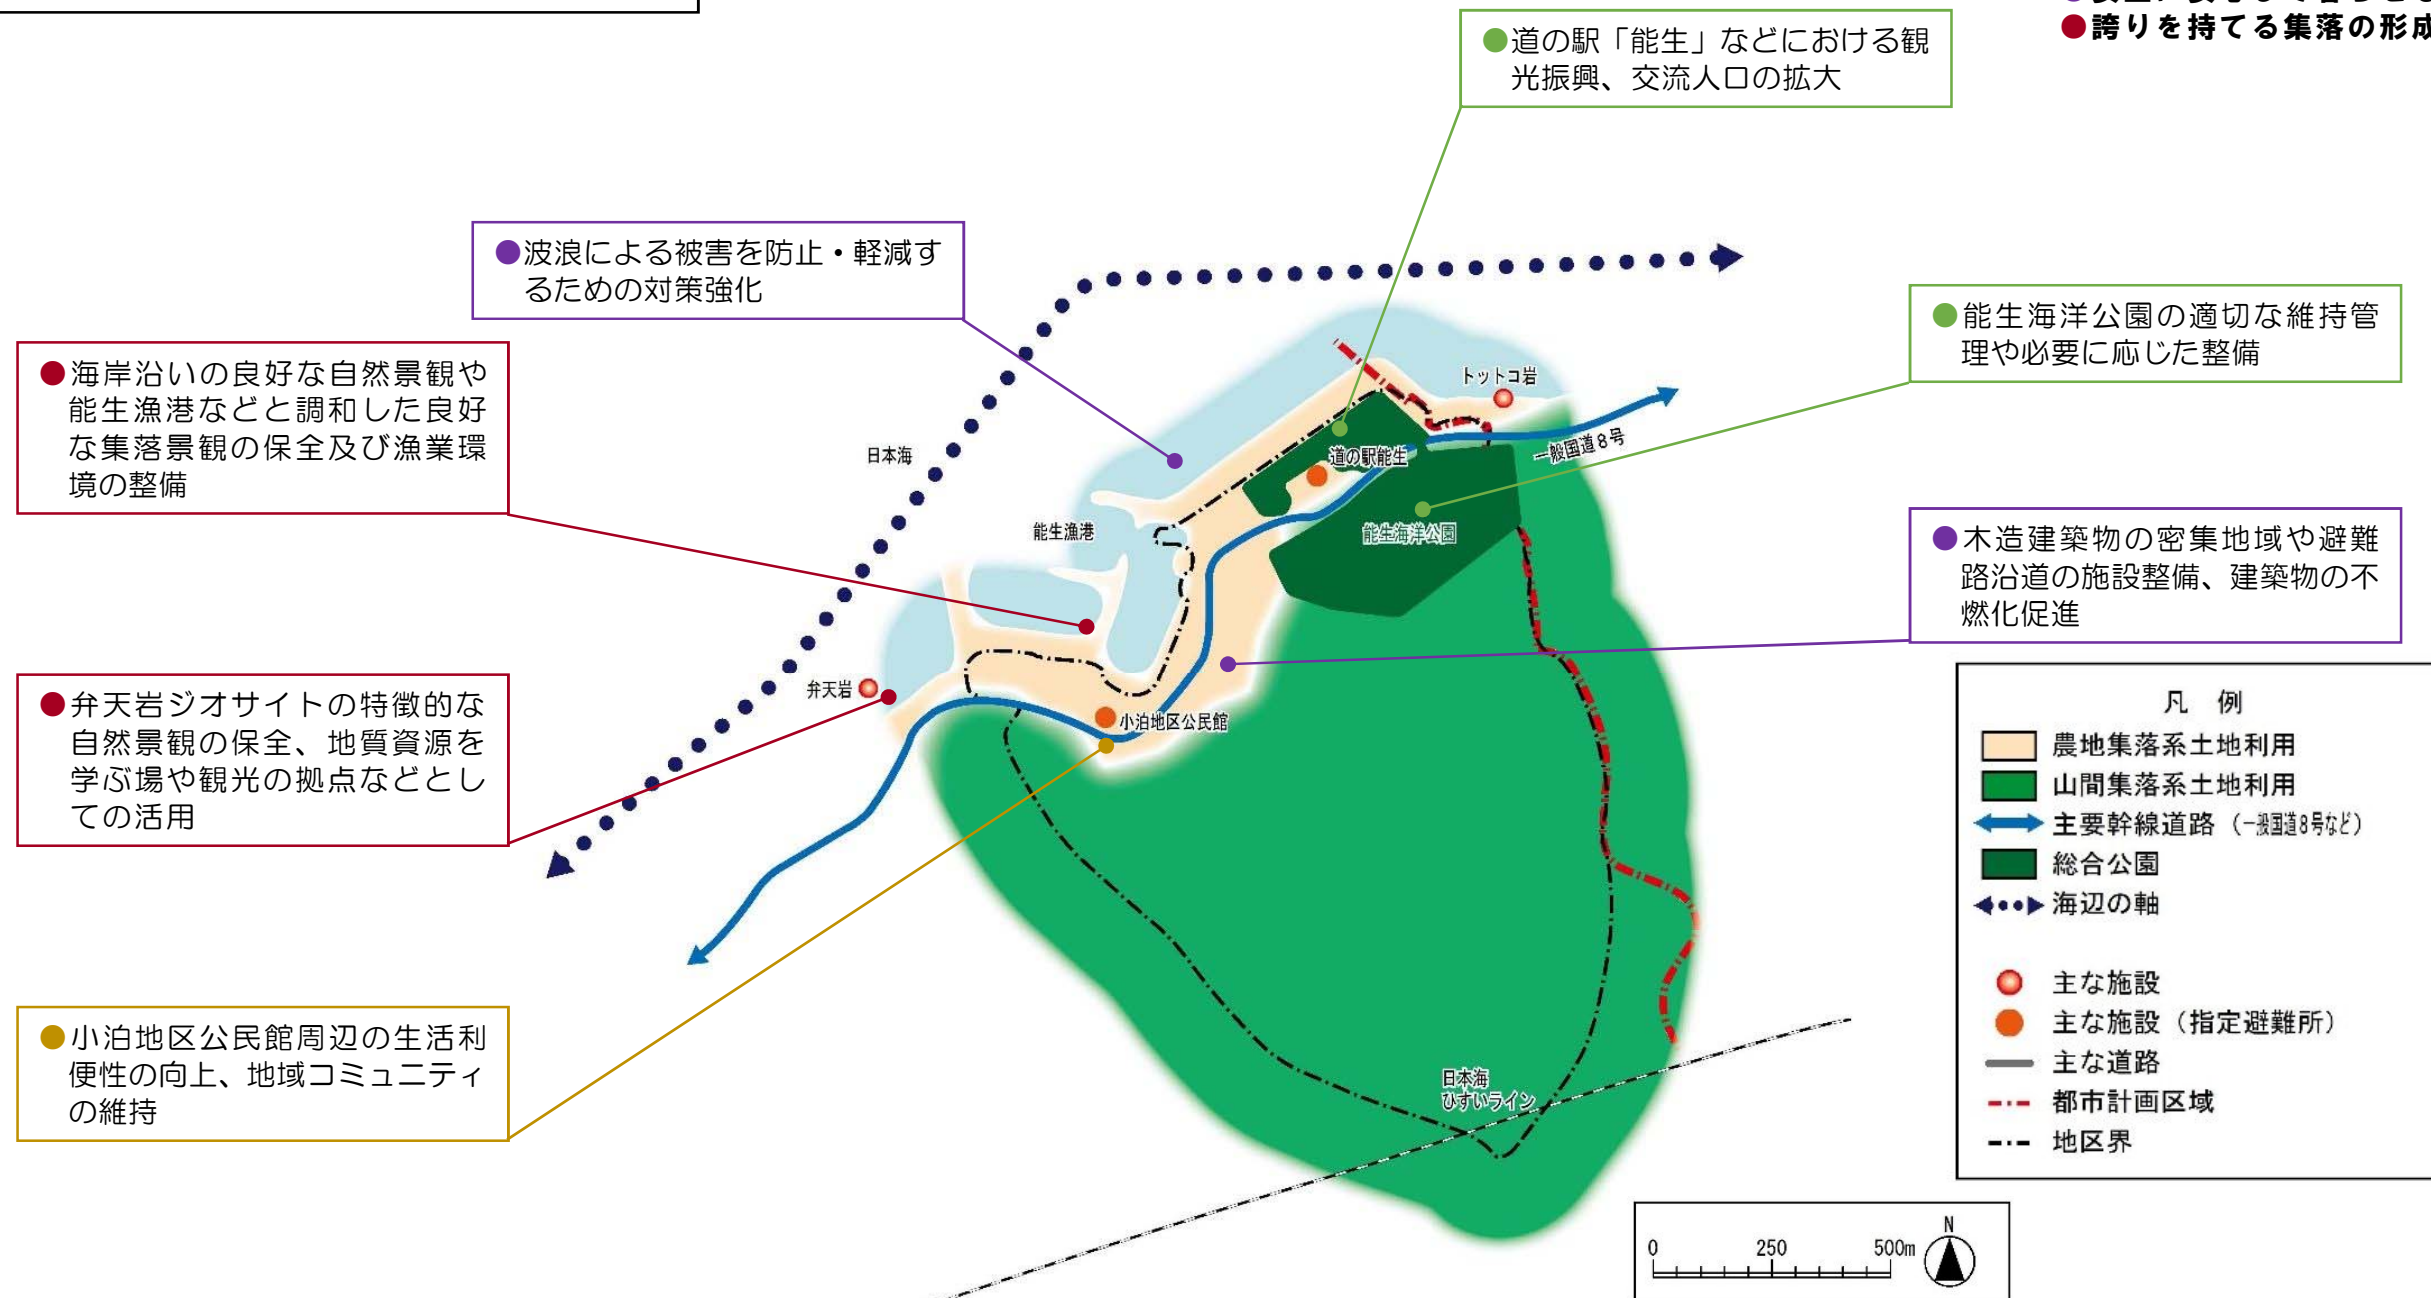 ●誇りを持てる集落の形成
●道の駅「能生」などにおける観
光振興、交流人口の拡大
●波浪による被害を防止・軽減す
るための対策強化
●能生海洋公園の適切な維持管
理や必要に応じた整備
●海岸沿いの良好な自然景観や
能生漁港などと調和した良好
な集落景観の保全及び漁業環
境の整備
●木造建築物の密集地域や避難
路沿道の施設整備、建築物の不
燃化促進
●弁天岩ジオサイトの特徴的な
自然景観の保全、地質資源を
学ぶ場や観光の拠点などとし
ての活用
●小泊地区公民館周辺の生活利
便性の向上、地域コミュニティ
の維持
トットコ岩
一般国道8号
道の駅能生
日本海
能生漁港
能生海洋公園
弁天岩
小泊地区公民館
日本海
ひすいライン
凡 例
農地集落系土地利用
山間集落系土地利用
主要幹線道路（一般国道8号など）
総合公園
海辺の軸
主な施設
主な施設（指定避難所）
主な道路
都市計画区域
地区界
0 250 500m
N